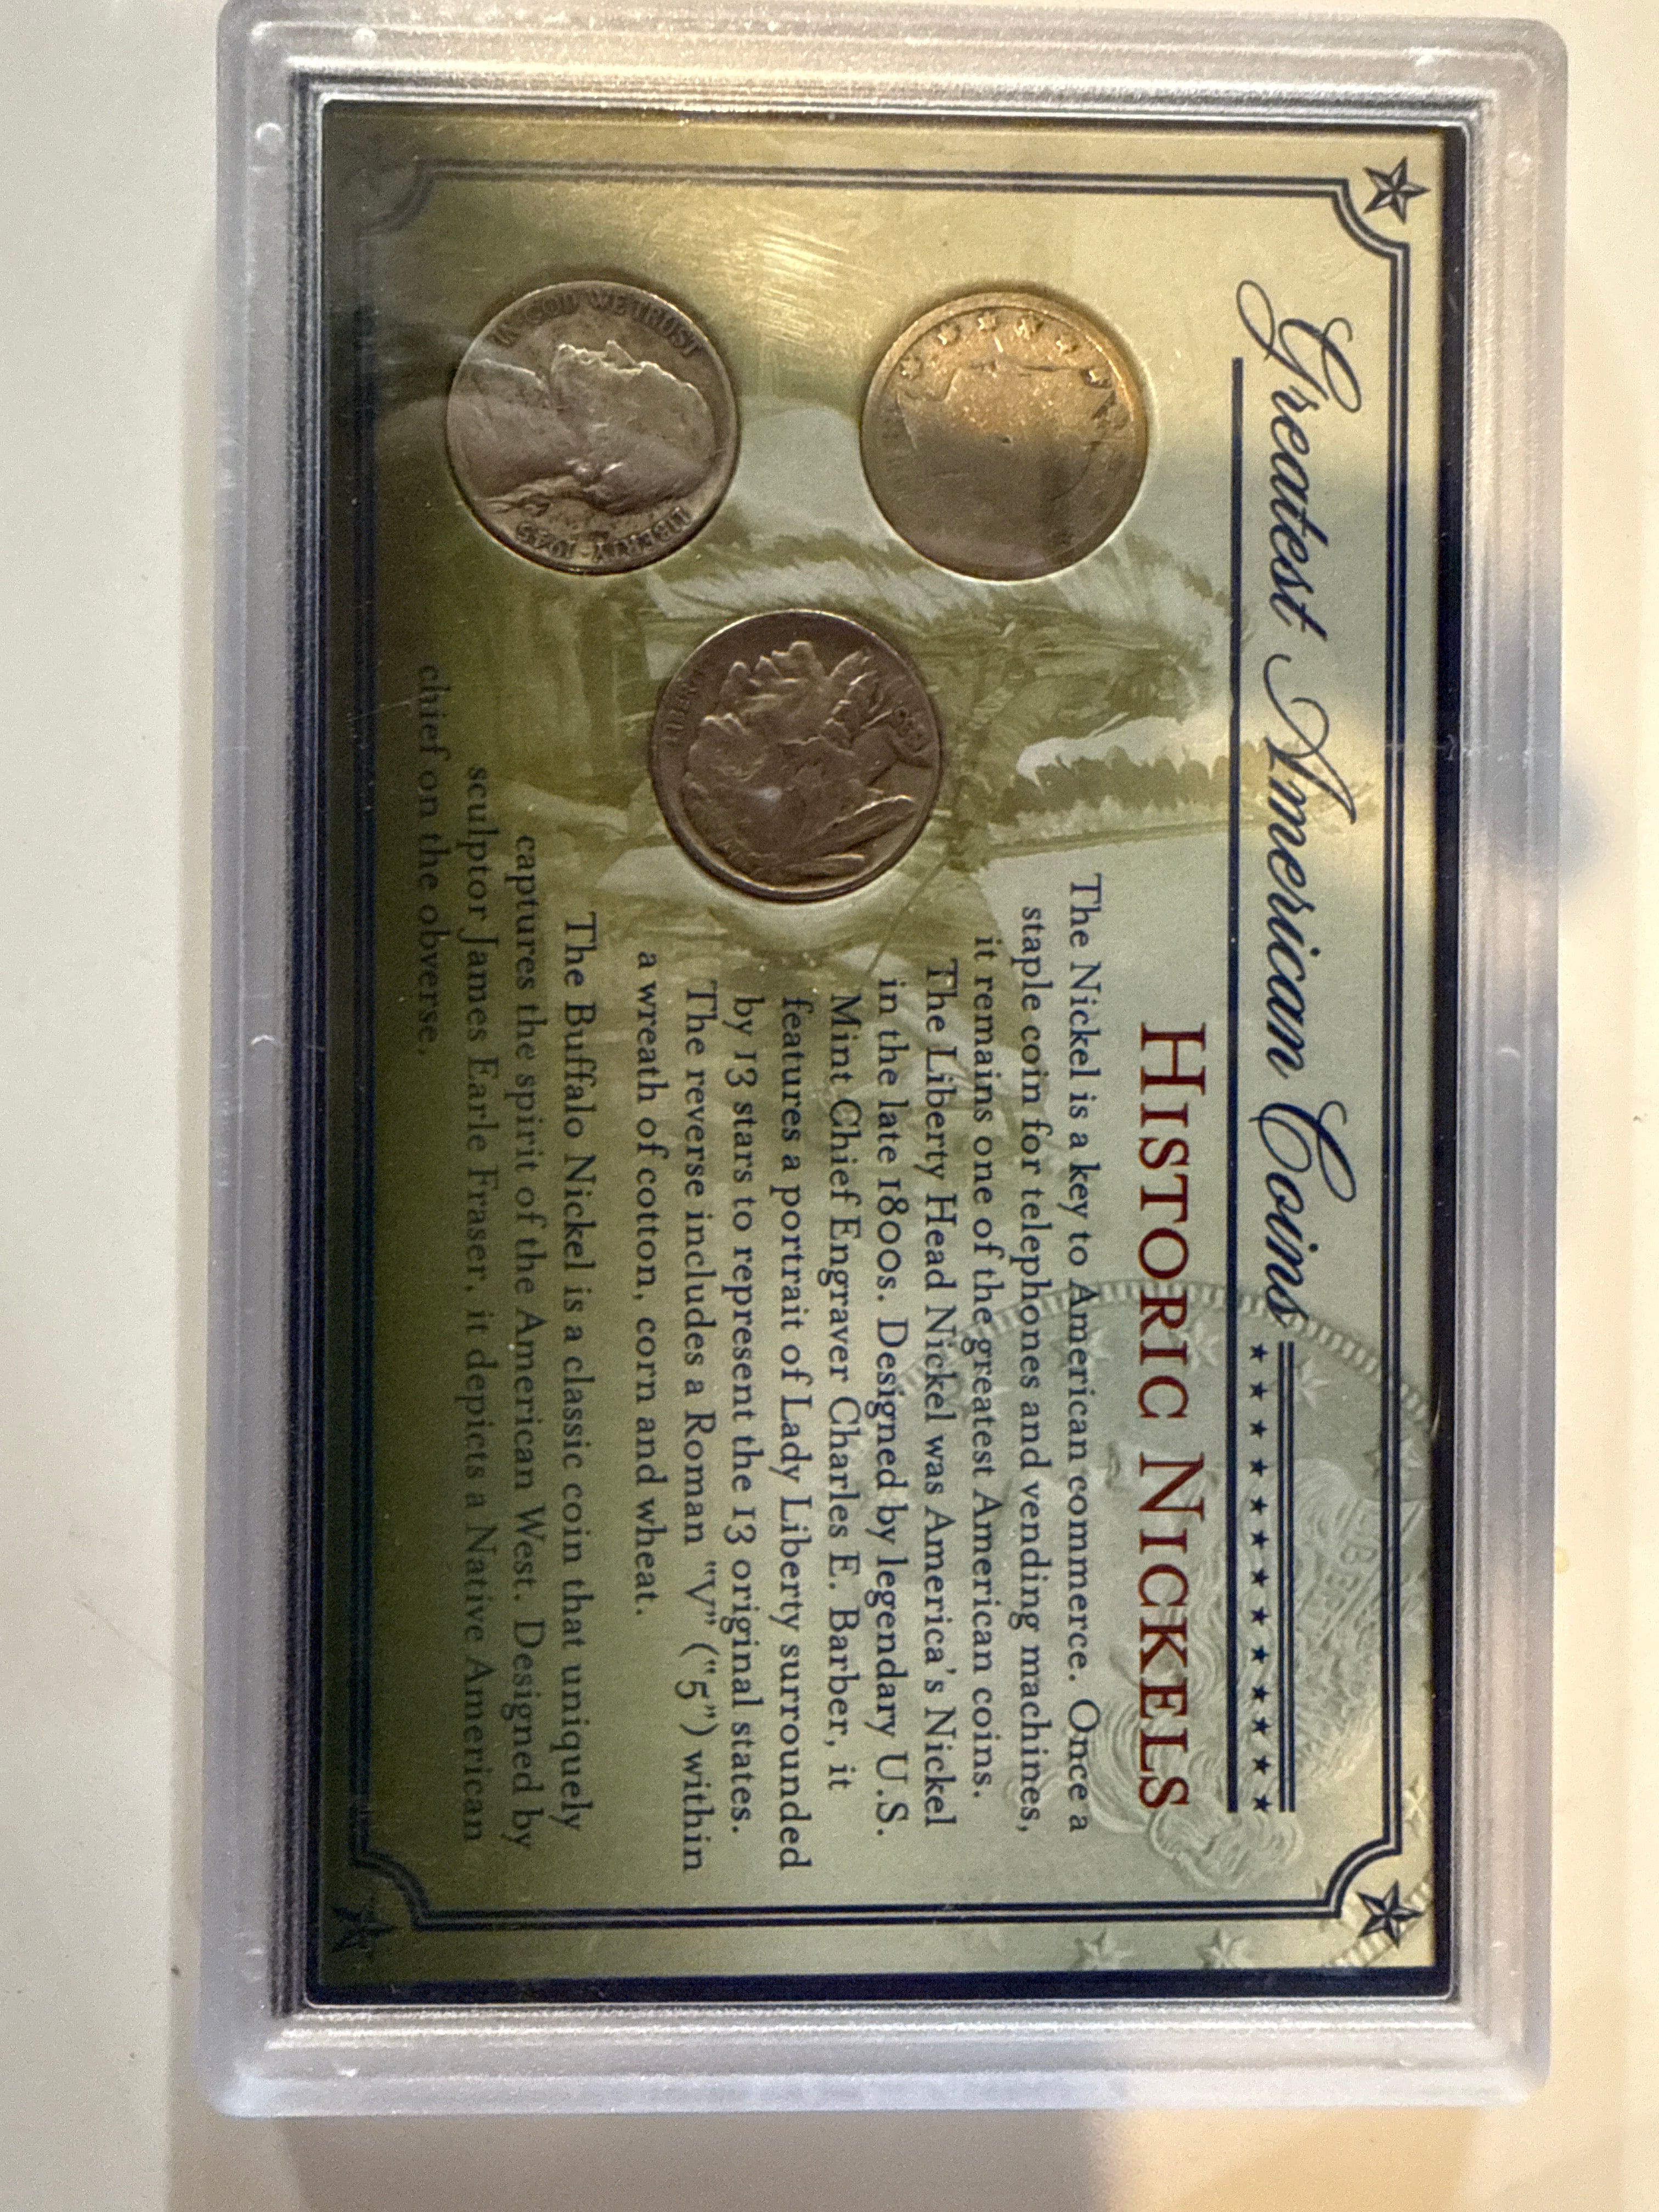 Greatest American Coins
HISTORIC NICKELS
The Nickel is a key to American commerce. Once a
staple coin for telephones and vending machines,
it remains one of the greatest American coins.
The Liberty Head Nickel was America's Nickel
in the late 1800s. Designed by legendary U.S.
Mint Chief Engraver Charles E. Barber, it
features a portrait of Lady Liberty surrounded
by 13 stars to represent the 13 original states.
The reverse includes a Roman "V" ("5") within
a wreath of cotton, corn and wheat.
The Buffalo Nickel is a classic coin that uniquely
captures the spirit of the American West. Designed by
sculptor James Earle Fraser, it depicts a Native American
chief on the obverse.
IN GOD WE TRUST
LIBERTY 1945
LIBERTY